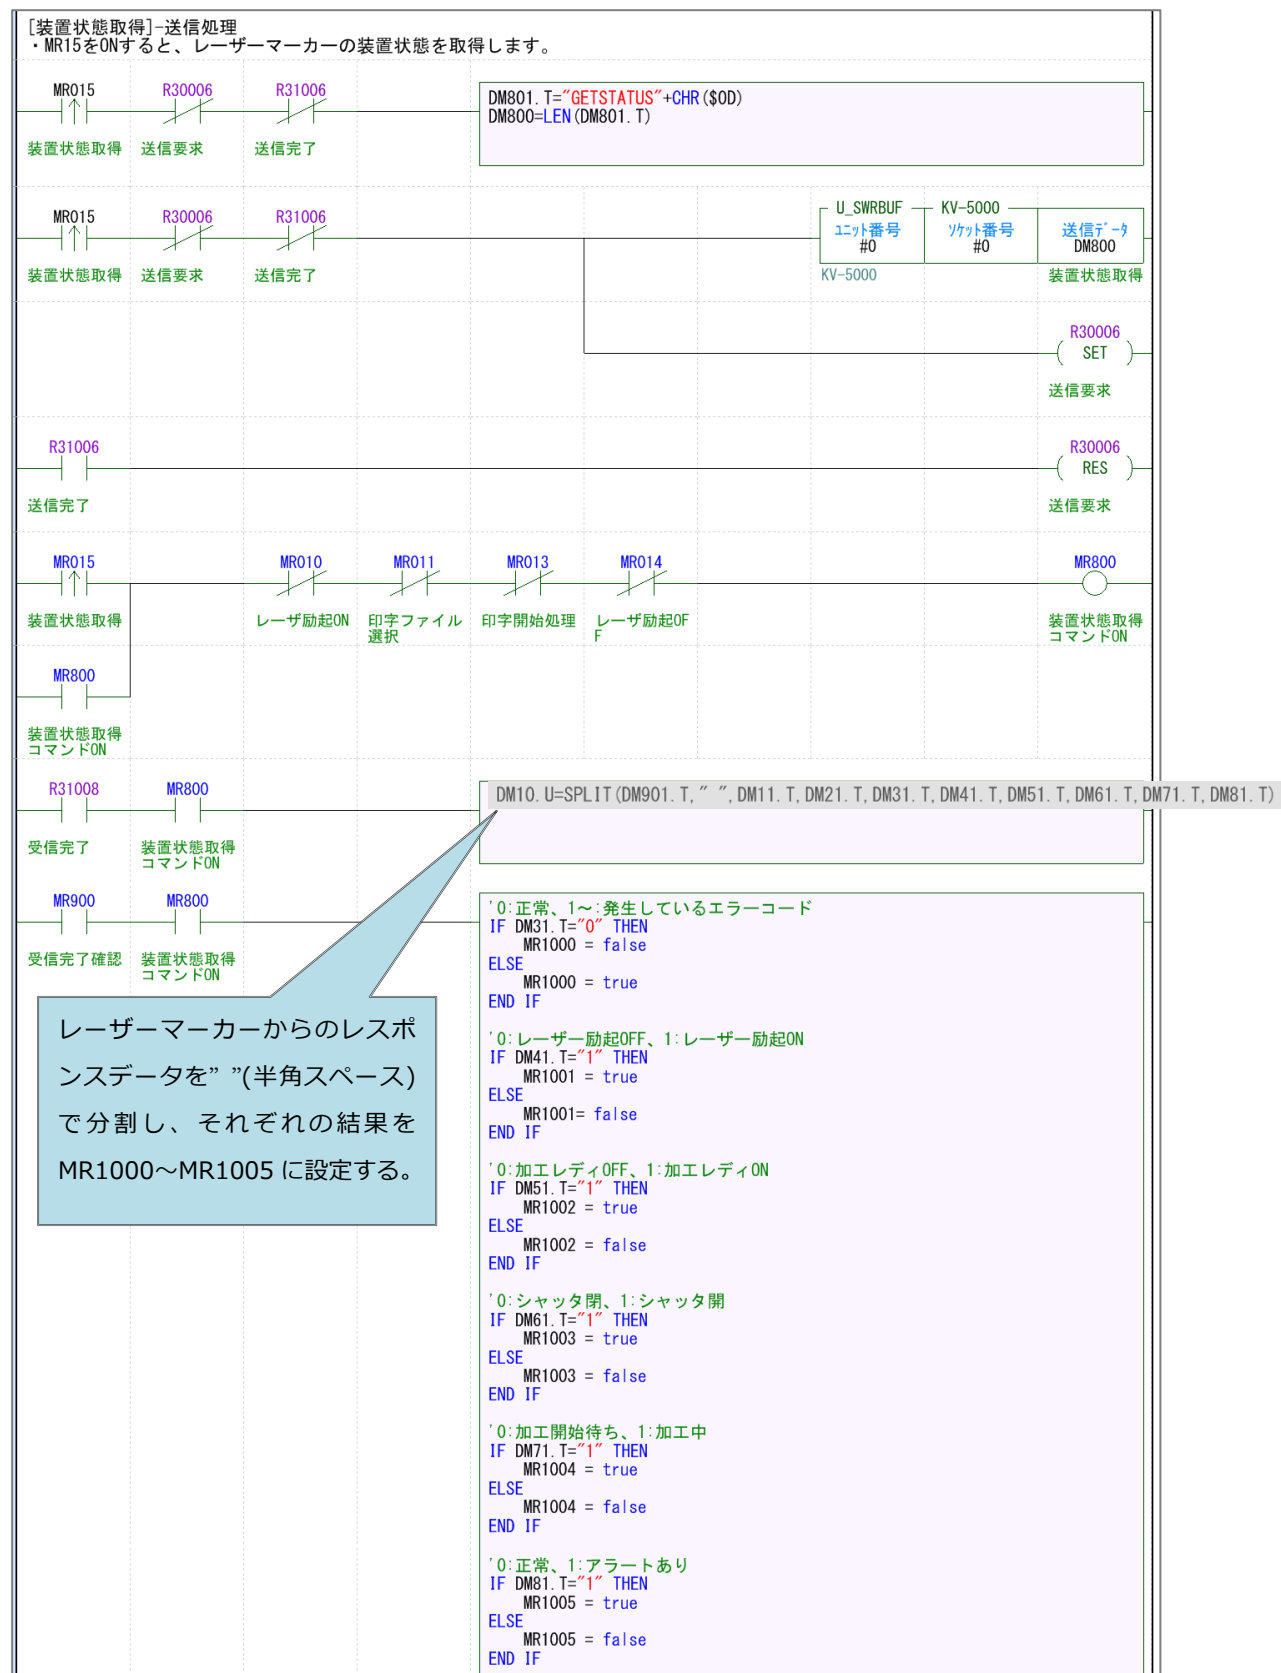 [装置状態取得]-送信処理
・MR15をONすると、レーザーマーカーの装置状態を取得します。
MR015 R30006 R31006
DM801.T="GETSTATUS"+CHR($0D)
DM800=LEN(DM801.T)
装置状態取得 送信要求 送信完了
MR015 R30006 R31006
U_SWRBUF KV-5000
ﾕﾆｯﾄ番号 ｿｹｯﾄ番号 送信ﾃﾞｰﾀ
#0 #0 DM800
装置状態取得 送信要求 送信完了
KV-5000 装置状態取得
R30006
SET
送信要求
R31006 R30006
RES
送信完了 送信要求
MR015 MR010 MR011 MR013 MR014 MR800
装置状態取得 レーザ励起ON 印字ファイル 印字開始処理 レーザ励起OF 装置状態取得
選択 F コマンドON
MR800
装置状態取得
コマンドON
R31008 MR800
DM10.U=SPLIT(DM901.T," ",DM11.T,DM21.T,DM31.T,DM41.T,DM51.T,DM61.T,DM71.T,DM81.T)
受信完了 装置状態取得
コマンドON
MR900 MR800
受信完了確認 装置状態取得
コマンドON
レーザーマーカーからのレスポ
ンスデータを” ”(半角スペース)
で分割し、それぞれの結果を
MR1000～MR1005 に設定する。
'0:正常、1～:発生しているエラーコード
IF DM31.T="0" THEN
MR1000 = false
ELSE
MR1000 = true
END IF
'0:レーザー励起OFF、1:レーザー励起ON
IF DM41.T="1" THEN
MR1001 = true
ELSE
MR1001= false
END IF
'0:加工レディOFF、1:加工レディON
IF DM51.T="1" THEN
MR1002 = true
ELSE
MR1002 = false
END IF
'0:シャッタ閉、1:シャッタ開
IF DM61.T="1" THEN
MR1003 = true
ELSE
MR1003 = false
END IF
'0:加工開始待ち、1:加工中
IF DM71.T="1" THEN
MR1004 = true
ELSE
MR1004 = false
END IF
'0:正常、1:アラートあり
IF DM81.T="1" THEN
MR1005 = true
ELSE
MR1005 = false
END IF